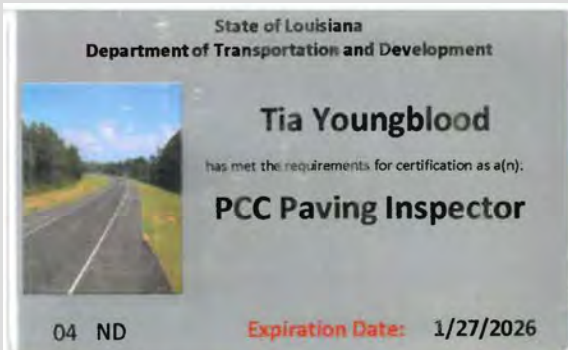 State of Louisiana
Department of Transportation and Development
Tia Youngblood
has met the requirements for certification as a(n):
PCC Paving Inspector
04 ND
Expiration Date: 1/27/2026